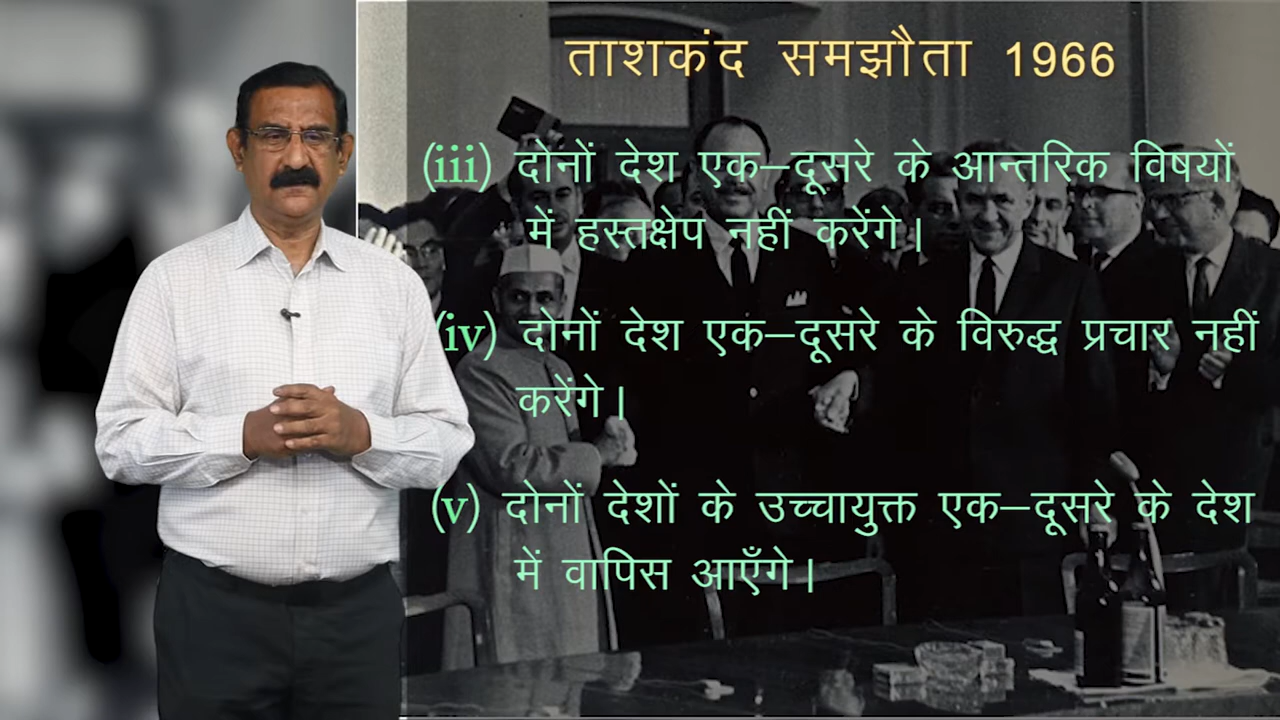 ताशकंद समझौता 1966
(iii) दोनों देश एक–दूसरे के आन्तरिक विषयों
में हस्तक्षेप नहीं करेंगे।
(iv) दोनों देश एक–दूसरे के विरुद्ध प्रचार नहीं
करेंगे।
(v) दोनों देशों के उच्चायुक्त एक–दूसरे के देश
में वापिस आएँगे।